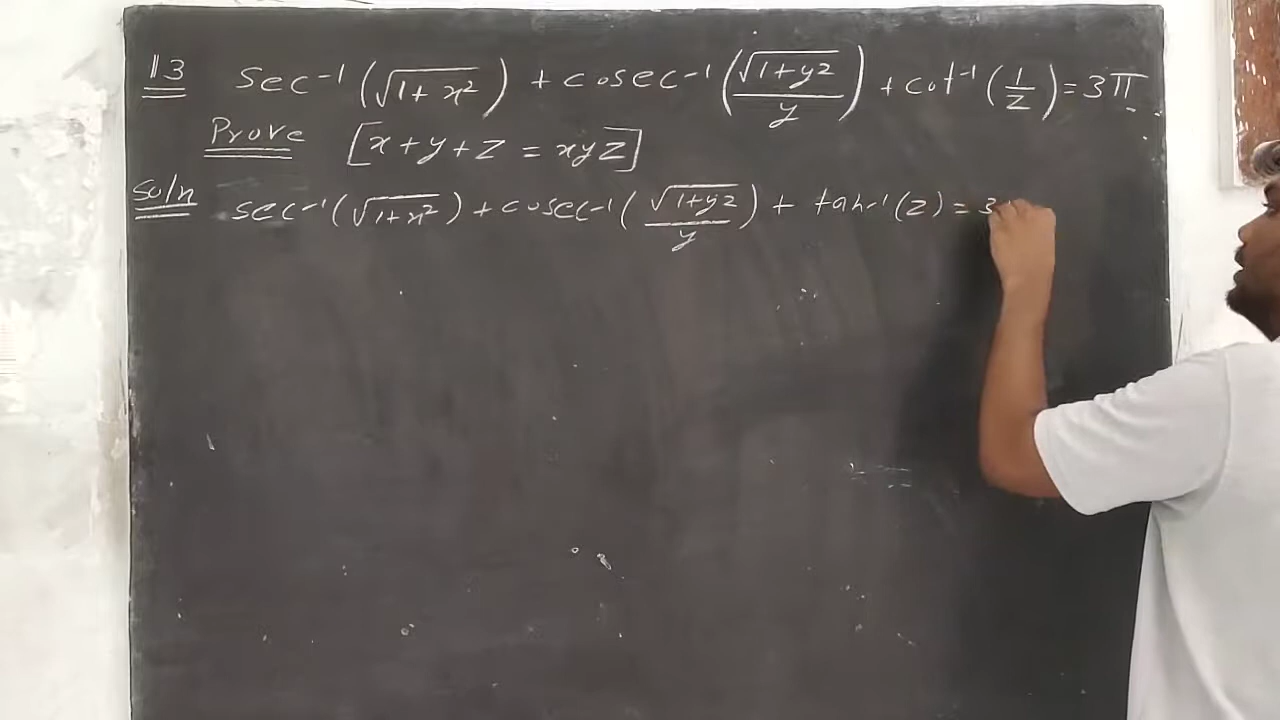 113 sec⁻¹(√1+x²) + cosec⁻¹(√1+y2/y) + cot⁻¹(1/z) = 3π
Prove [x+y+z = xyz]
Soln sec⁻¹(√1+x²) + cosec⁻¹(√1+y2/y) + tan⁻¹(z) = 3